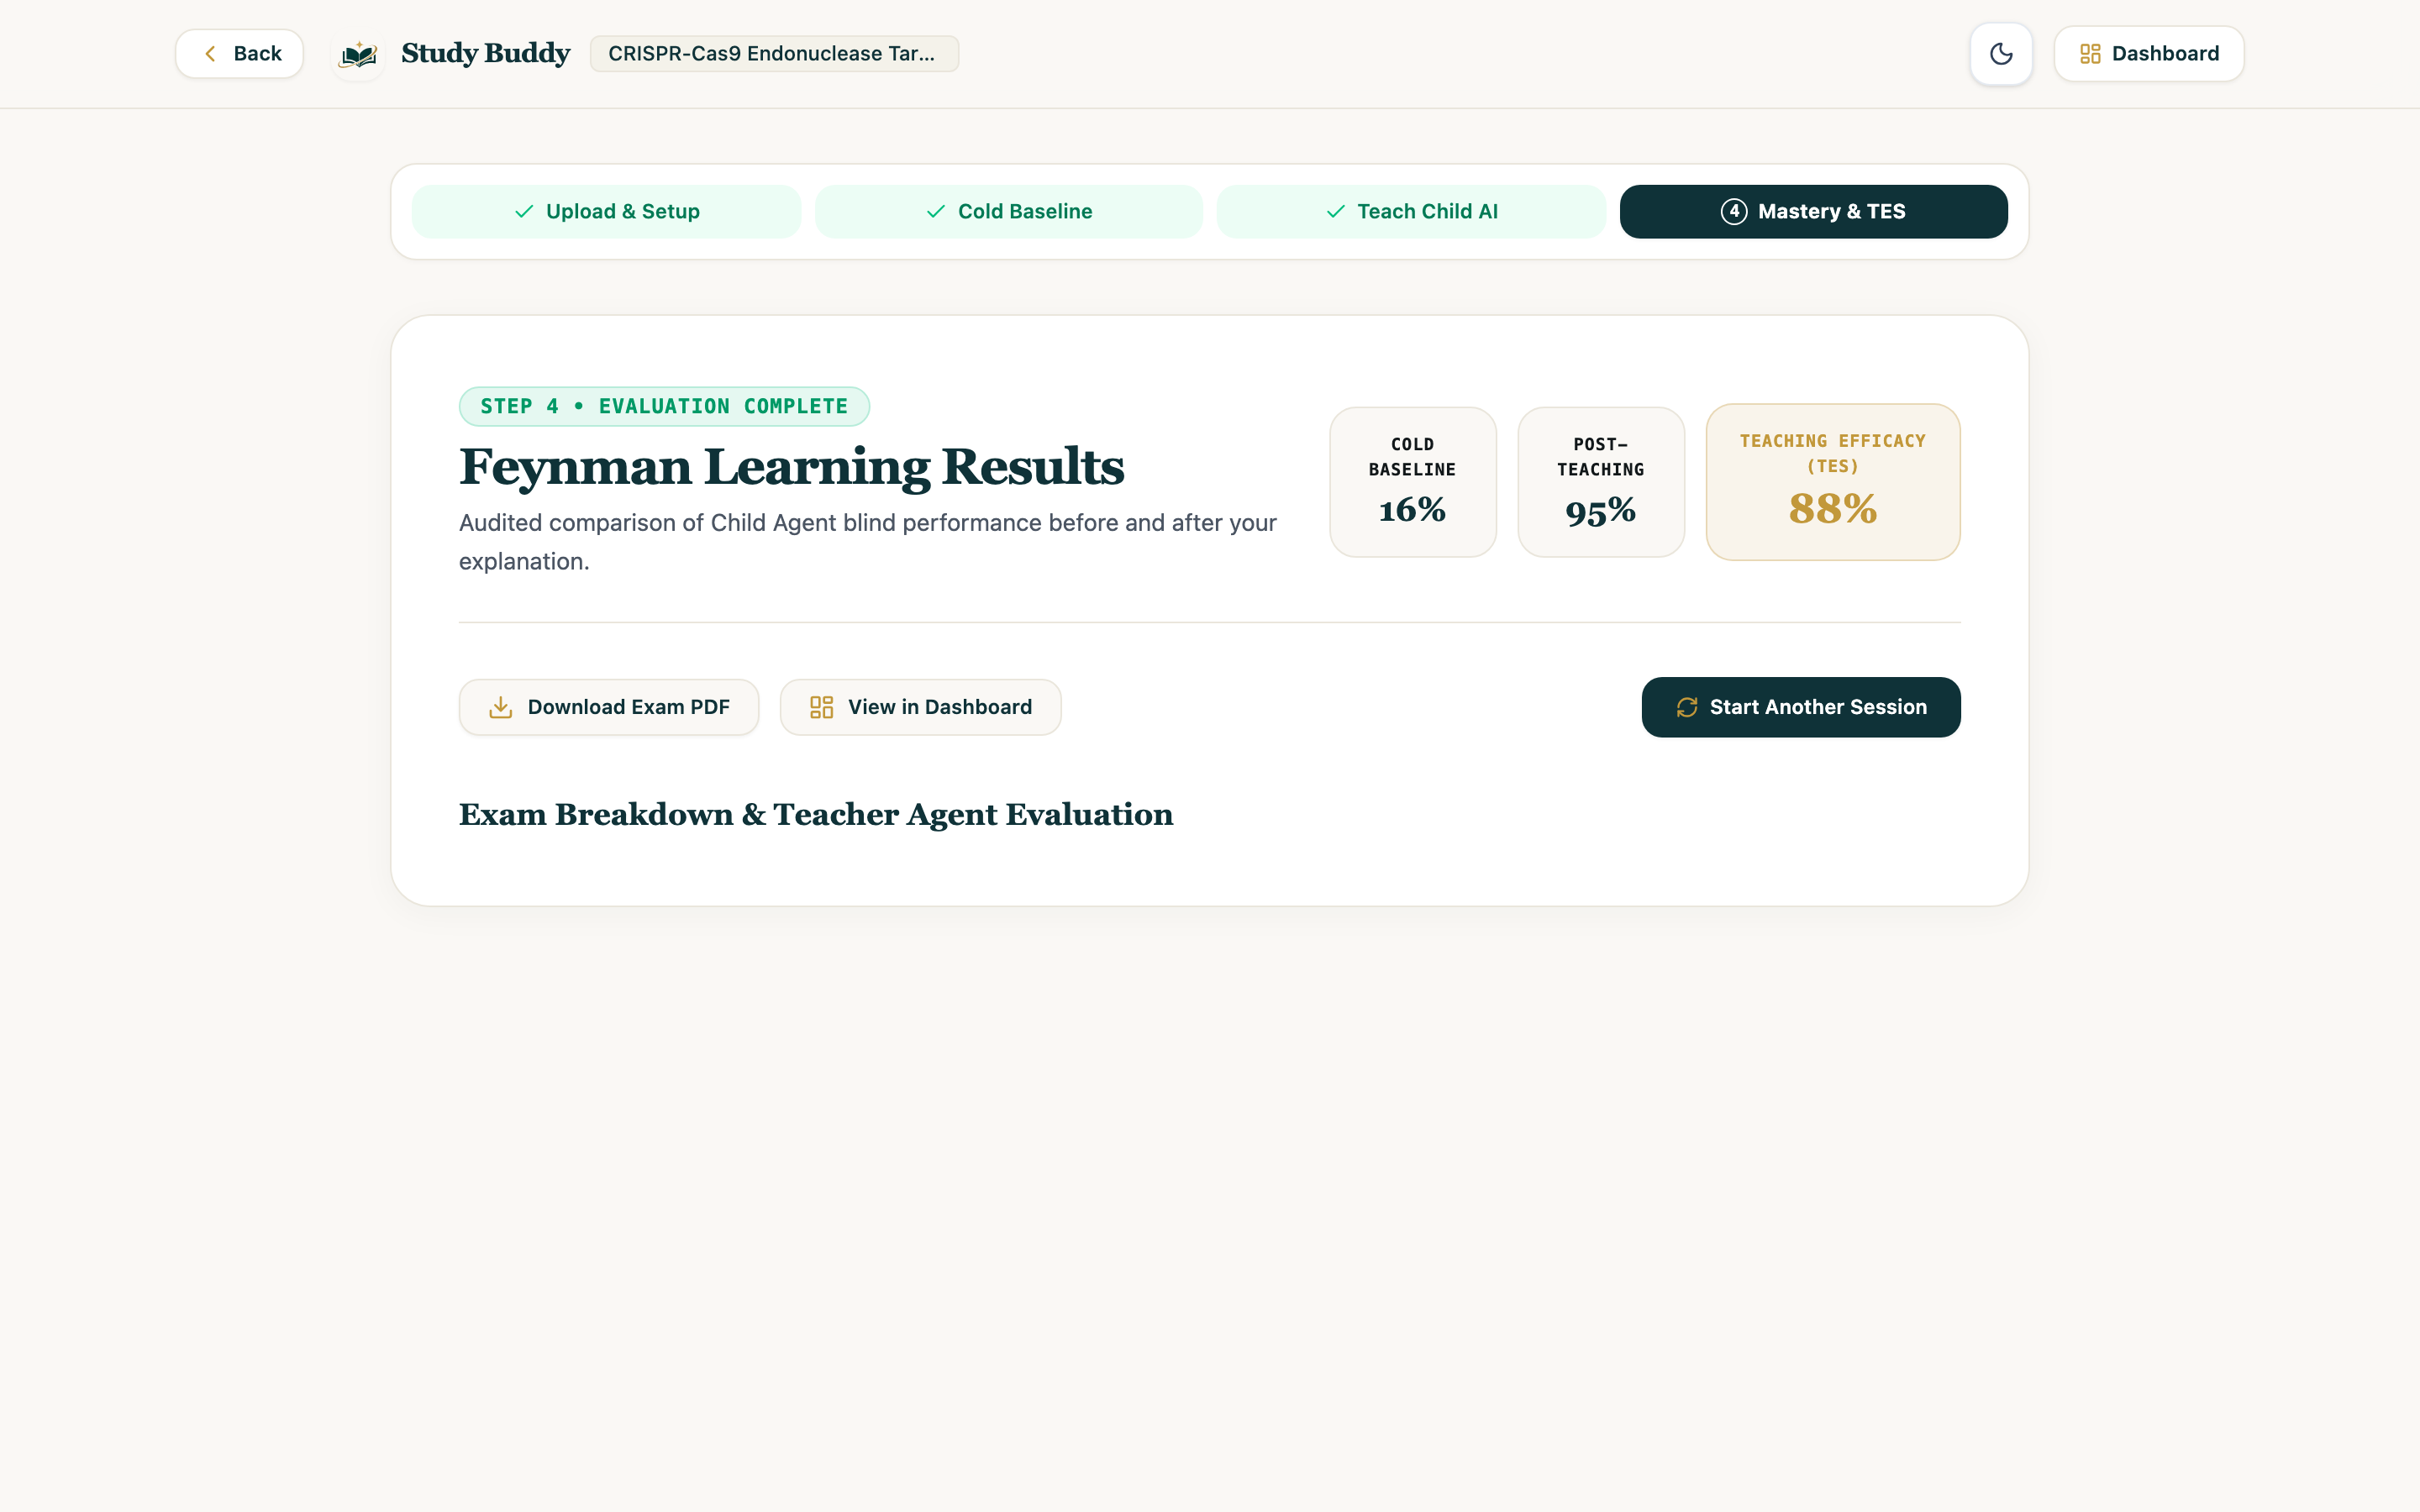 Back
Study Buddy
CRISPR-Cas9 Endonuclease Tar...
Dashboard
Upload & Setup
Cold Baseline
Teach Child AI
4 Mastery & TES
STEP 4 • EVALUATION COMPLETE
Feynman Learning Results
Audited comparison of Child Agent blind performance before and after your
explanation.
COLD
BASELINE
16%
POST-
TEACHING
95%
TEACHING EFFICACY
(TES)
88%
Download Exam PDF
View in Dashboard
Start Another Session
Exam Breakdown & Teacher Agent Evaluation